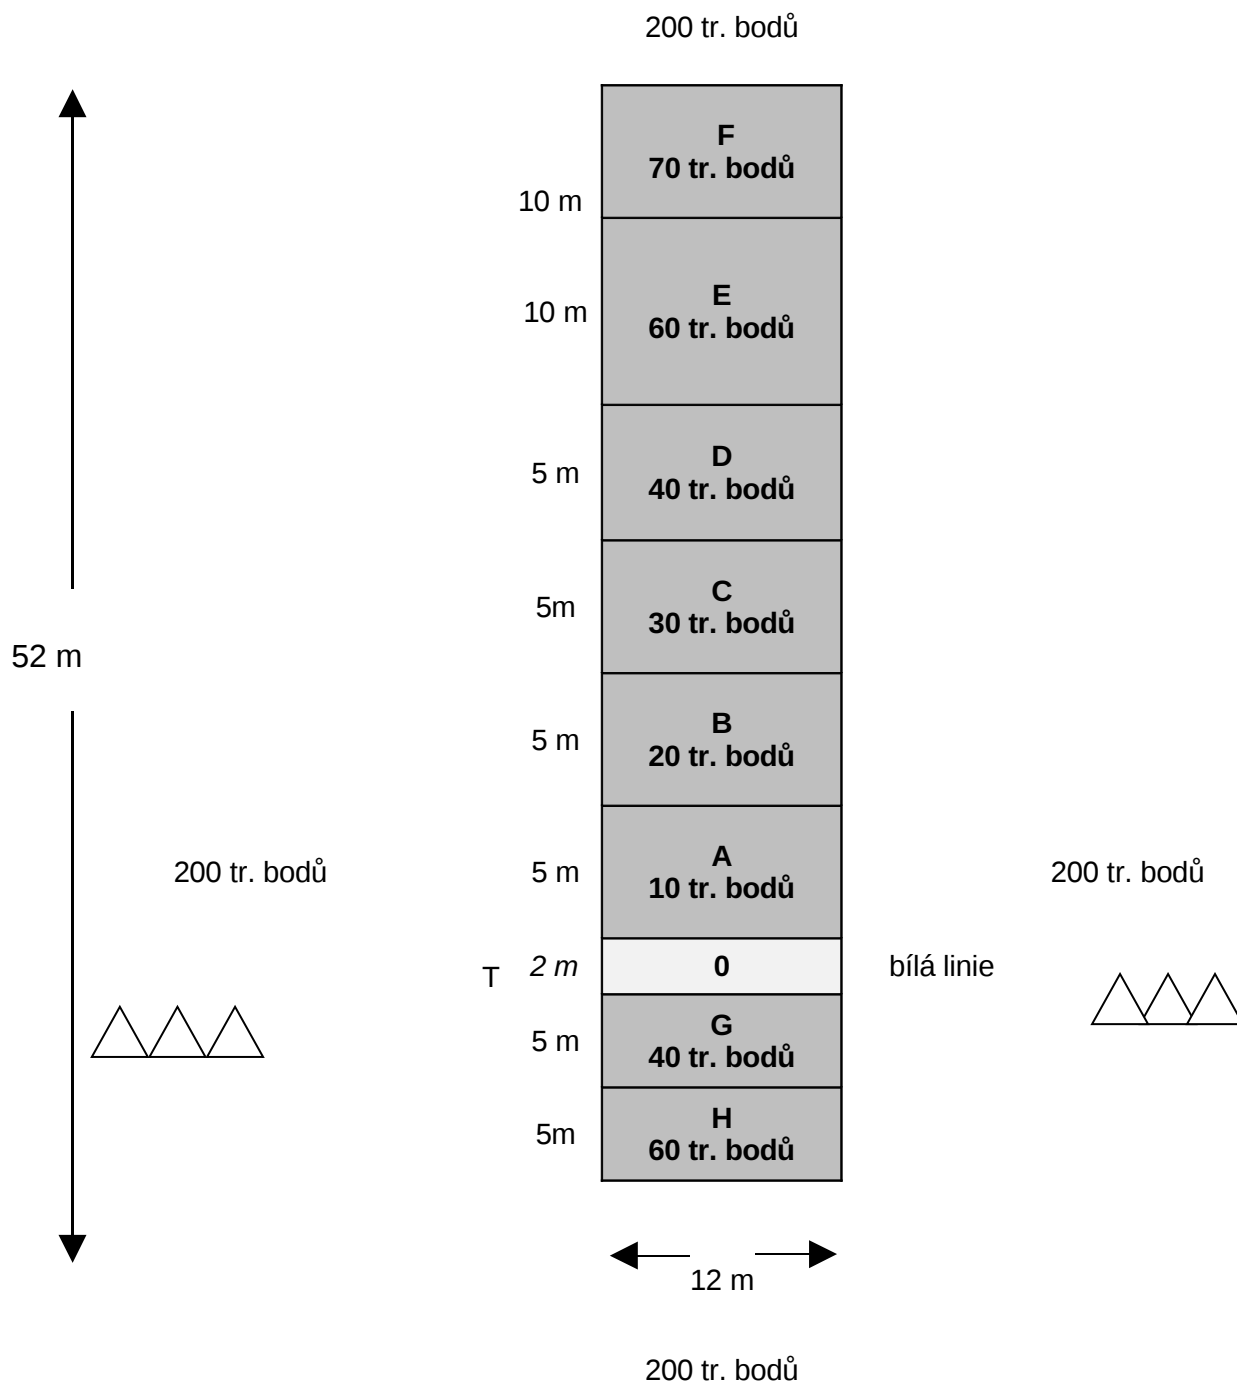 200 tr. bodů
F
70 tr. bodů
10 m
E
60 tr. bodů
10 m
D
40 tr. bodů
5 m
C
30 tr. bodů
5m
52 m
B
20 tr. bodů
5 m
A
10 tr. bodů
5 m
200 tr. bodů
200 tr. bodů
T
2 m
0
bílá linie
G
40 tr. bodů
5 m
H
60 tr. bodů
5m
12 m
200 tr. bodů